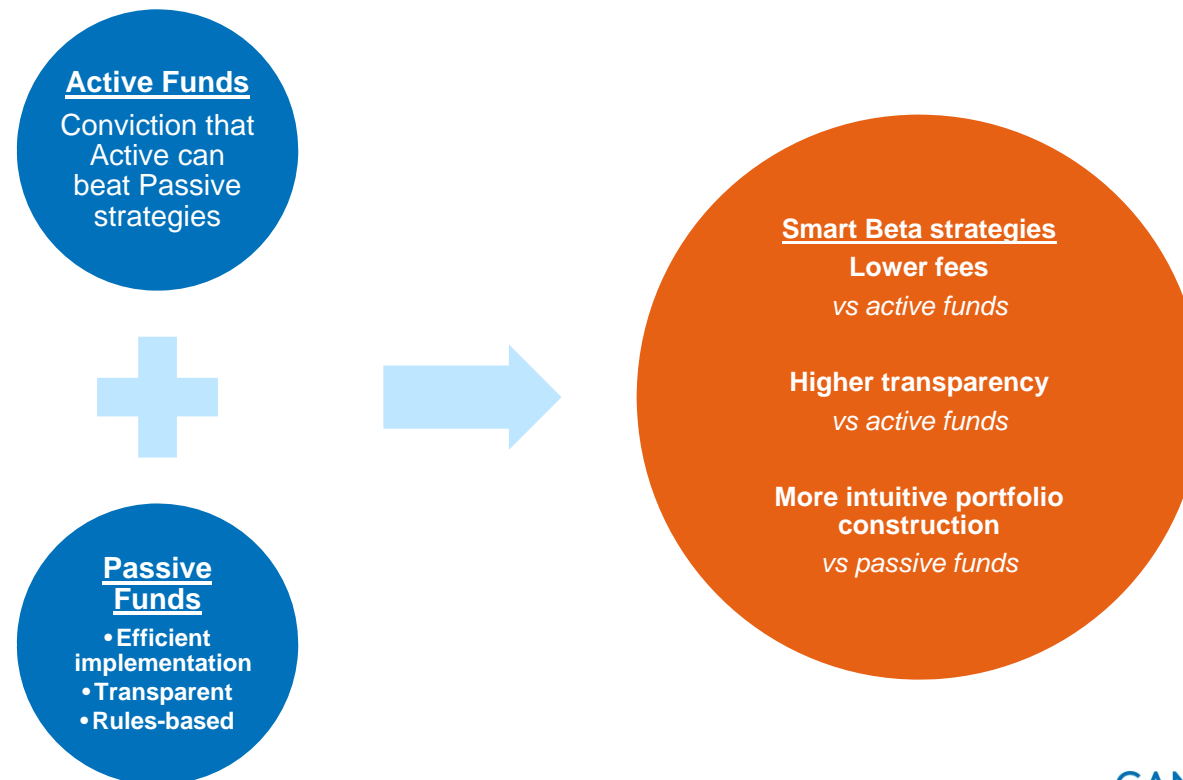 Active Funds
Conviction that
Active can
beat Passive
strategies
Passive
Funds
•Efficient
implementation
•Transparent
•Rules-based
Smart Beta strategies
Lower fees
vs active funds
Higher transparency
vs active funds
More intuitive portfolio
construction
vs passive funds